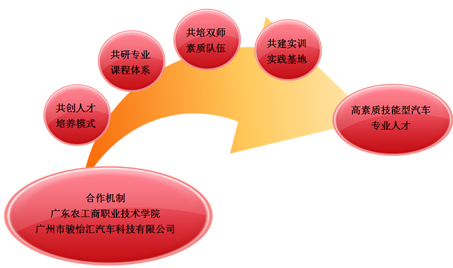 共培双师
素质队伍
共建实训
实践基地
共研专业
课程体系
共创人才
培养模式
高素质技能型汽车
专业人才
合作机制
广东农工商职业技术学院
广州市骏怡汇汽车科技有限公司